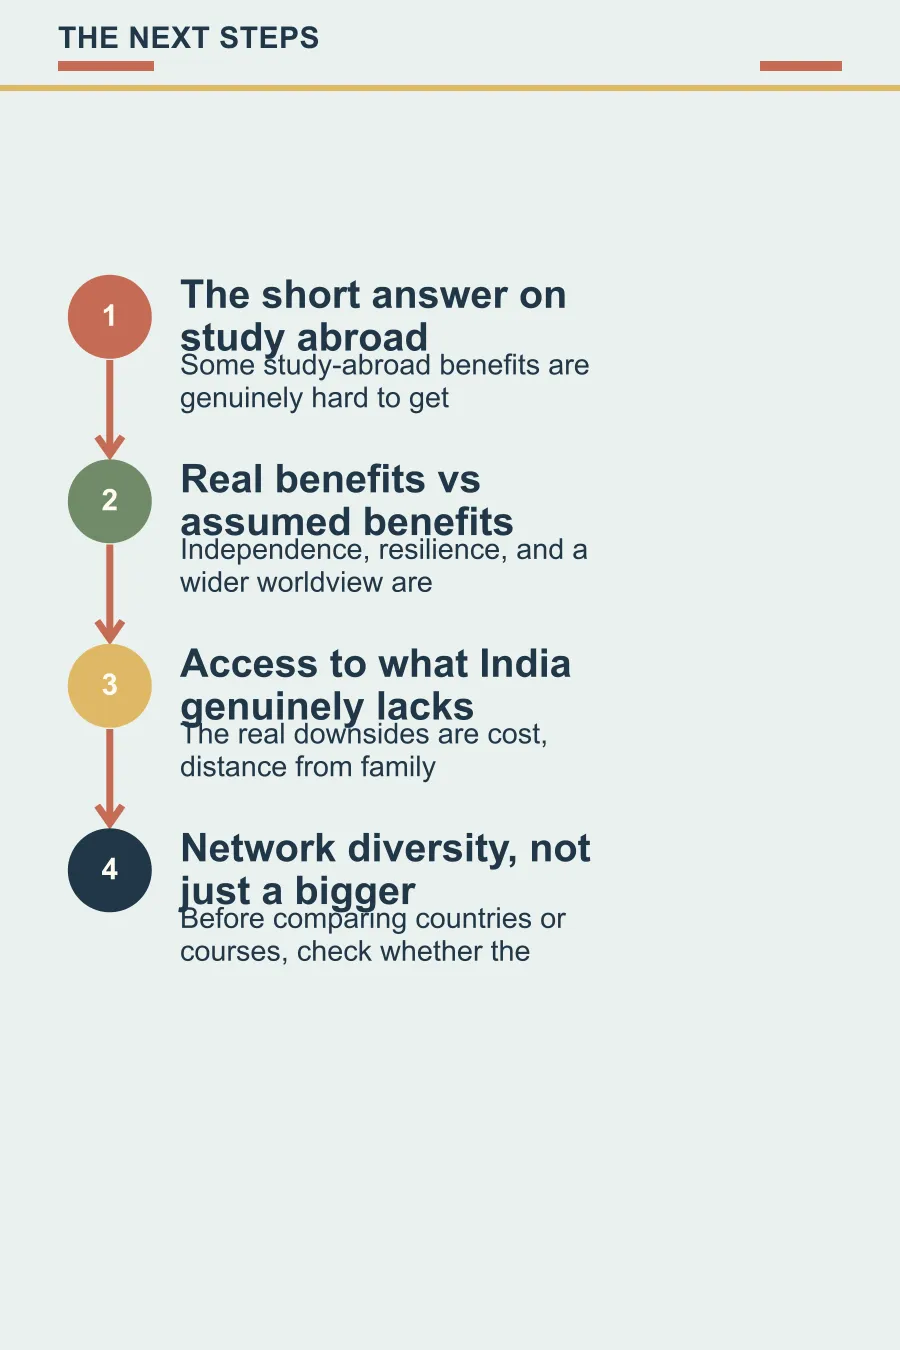 THE NEXT STEPS
1
The short answer on
study abroad
Some study-abroad benefits are
genuinely hard to get
2
Real benefits vs
assumed benefits
Independence, resilience, and a
wider worldview are
3
Access to what India
genuinely lacks
The real downsides are cost,
distance from family
4
Network diversity, not
just a bigger
Before comparing countries or
courses, check whether the